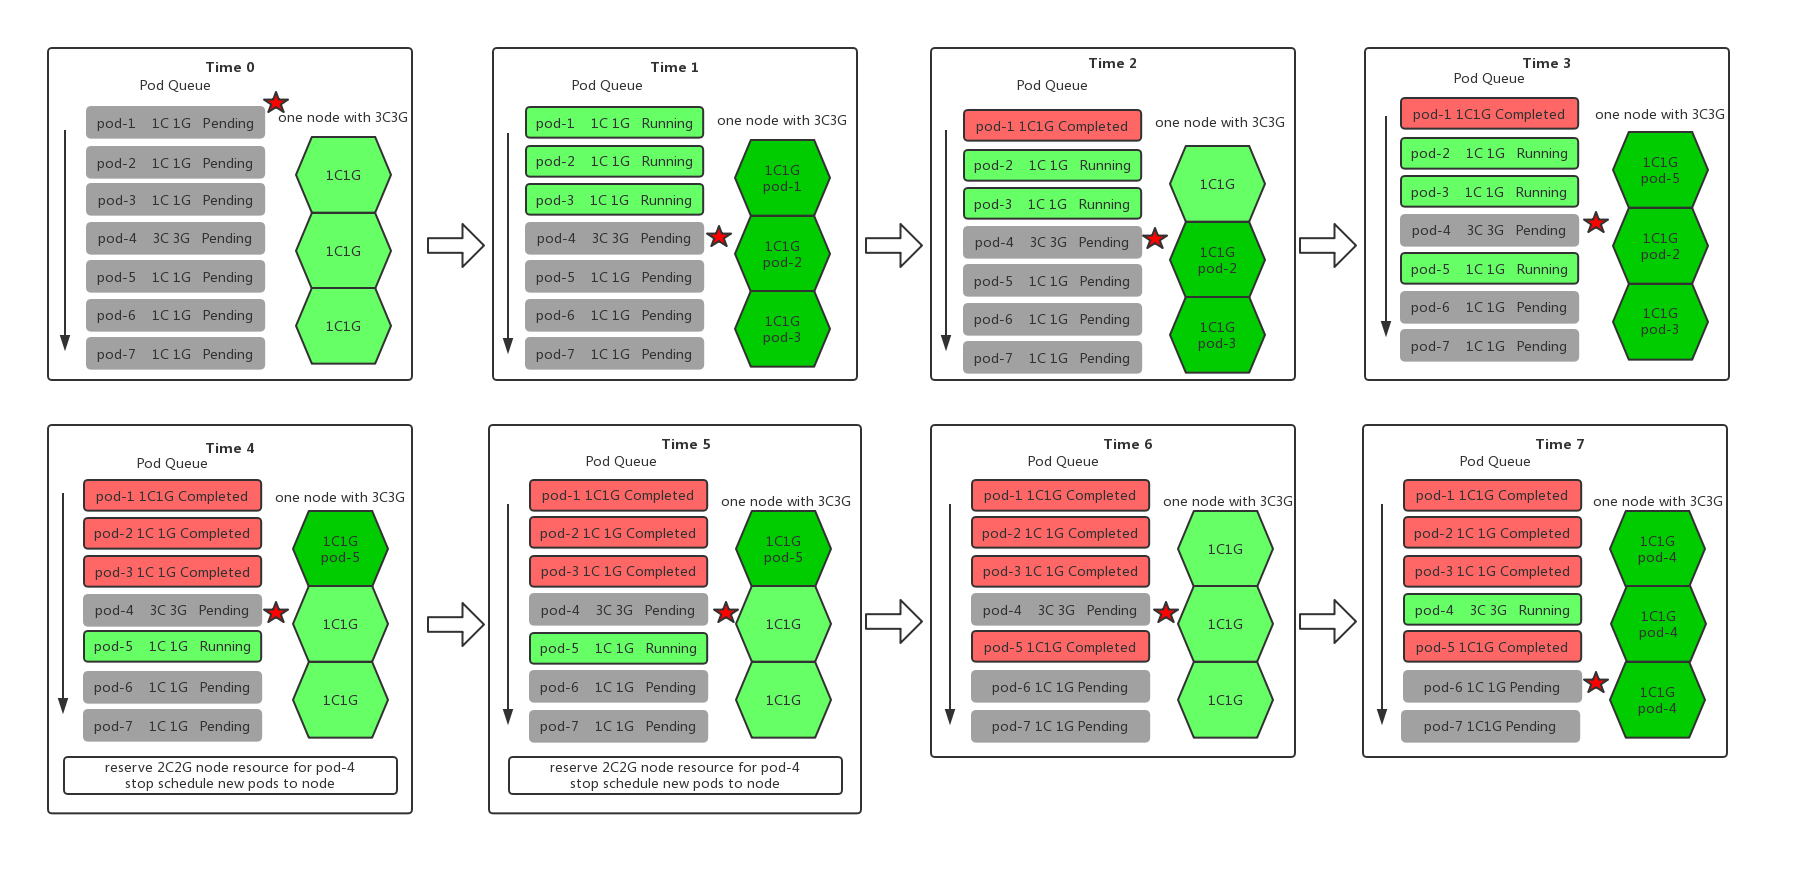 Time 0
Pod Queue
one node with 3C3G
pod-1 1C 1G Pending
pod-2 1C 1G Pending
pod-3 1C 1G Pending
pod-4 3C 3G Pending
pod-5 1C 1G Pending
pod-6 1C 1G Pending
pod-7 1C 1G Pending
1C1G
1C1G
1C1G
Time 1
Pod Queue
one node with 3C3G
pod-1 1C 1G Running
pod-2 1C 1G Running
pod-3 1C 1G Running
pod-4 3C 3G Pending
pod-5 1C 1G Pending
pod-6 1C 1G Pending
pod-7 1C 1G Pending
1C1G
pod-1
1C1G
pod-2
1C1G
pod-3
Time 2
Pod Queue
one node with 3C3G
pod-1 1C1G Completed
pod-2 1C 1G Running
pod-3 1C 1G Running
pod-4 3C 3G Pending
pod-5 1C 1G Pending
pod-6 1C 1G Pending
pod-7 1C 1G Pending
1C1G
1C1G
pod-2
1C1G
pod-3
Time 3
Pod Queue
one node with 3C3G
pod-1 1C1G Completed
pod-2 1C 1G Running
pod-3 1C 1G Running
pod-4 3C 3G Pending
pod-5 1C 1G Running
pod-6 1C 1G Pending
pod-7 1C 1G Pending
1C1G
pod-5
1C1G
pod-2
1C1G
pod-3
Time 4
Pod Queue
one node with 3C3G
pod-1 1C1G Completed
pod-2 1C 1G Completed
pod-3 1C 1G Completed
pod-4 3C 3G Pending
pod-5 1C 1G Running
pod-6 1C 1G Pending
pod-7 1C 1G Pending
1C1G
pod-5
1C1G
1C1G
reserve 2C2G node resource for pod-4
stop schedule new pods to node
Time 5
Pod Queue
one node with 3C3G
pod-1 1C1G Completed
pod-2 1C 1G Completed
pod-3 1C 1G Completed
pod-4 3C 3G Pending
pod-5 1C 1G Running
pod-6 1C 1G Pending
pod-7 1C 1G Pending
1C1G
pod-5
1C1G
1C1G
reserve 2C2G node resource for pod-4
stop schedule new pods to node
Time 6
Pod Queue
one node with 3C3G
pod-1 1C1G Completed
pod-2 1C 1G Completed
pod-3 1C 1G Completed
pod-4 3C 3G Pending
pod-5 1C1G Completed
pod-6 1C 1G Pending
pod-7 1C 1G Pending
1C1G
1C1G
1C1G
Time 7
Pod Queue
one node with 3C3G
pod-1 1C1G Completed
pod-2 1C 1G Completed
pod-3 1C 1G Completed
pod-4 3C 3G Running
pod-5 1C1G Completed
pod-6 1C 1G Pending
pod-7 1C1G Pending
1C1G
pod-4
1C1G
pod-4
1C1G
pod-4